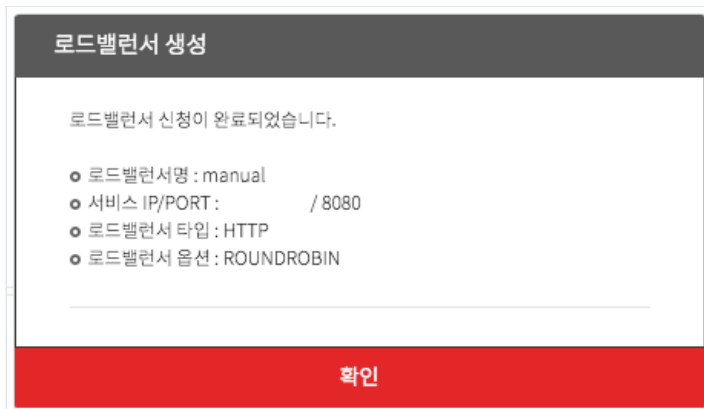 로드밸런서 생성
로드밸런서 신청이 완료되었습니다.
로드밸런서명 : manual
서비스 IP/PORT : / 8080
로드밸런서 타입 : HTTP
로드밸런서 옵션 : ROUNDROBIN
확인